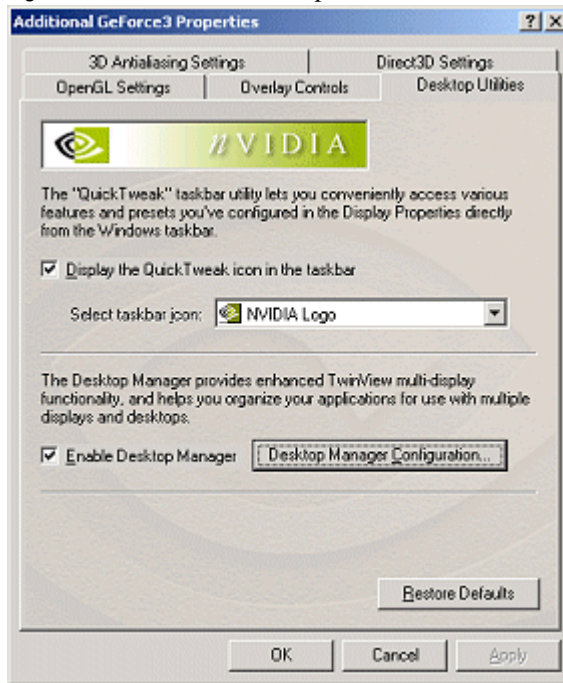 Additional GeForce3 Properties
3D Antialiasing Settings
Direct3D Settings
OpenGL Settings
Overlay Controls
Desktop Utilities
nVIDIA
The "QuickTweak" taskbar utility lets you conveniently access various
features and presets you've configured in the Display Properties directly
from the Windows taskbar.
Display the QuickTweak icon in the taskbar
Select taskbar icon:
NVIDIA Logo
The Desktop Manager provides enhanced TwinView multi-display
functionality, and helps you organize your applications for use with multiple
displays and desktops.
Enable Desktop Manager
Desktop Manager Configuration...
Restore Defaults
OK
Cancel
Apply